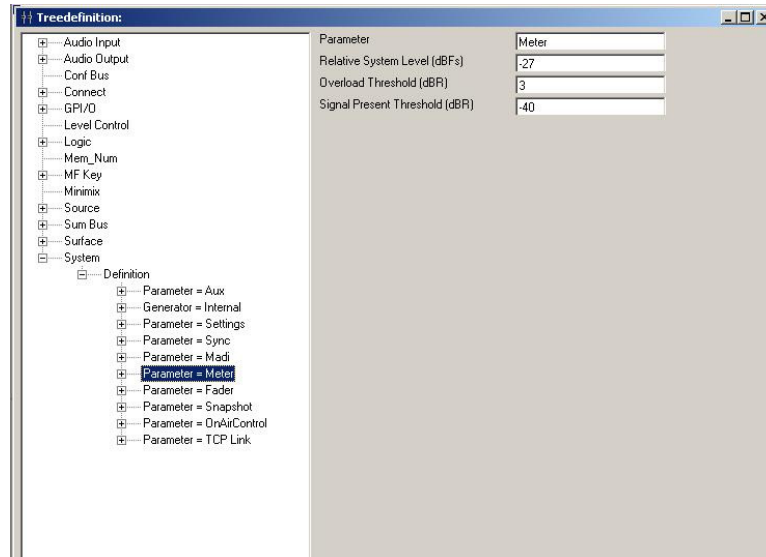 Treedefinition:
Audio Input
Audio Output
Conf Bus
Connect
GPI/O
Level Control
Logic
Mem_Num
MF Key
Minimix
Source
Sum Bus
Surface
System
Definition
Parameter = Aux
Generator = Internal
Parameter = Settings
Parameter = Sync
Parameter = Madi
Parameter = Meter
Parameter = Fader
Parameter = Snapshot
Parameter = OnAirControl
Parameter = TCP Link
Parameter Meter
Relative System Level (dBFs) -27
Overload Threshold (dBR) 3
Signal Present Threshold (dBR) -40